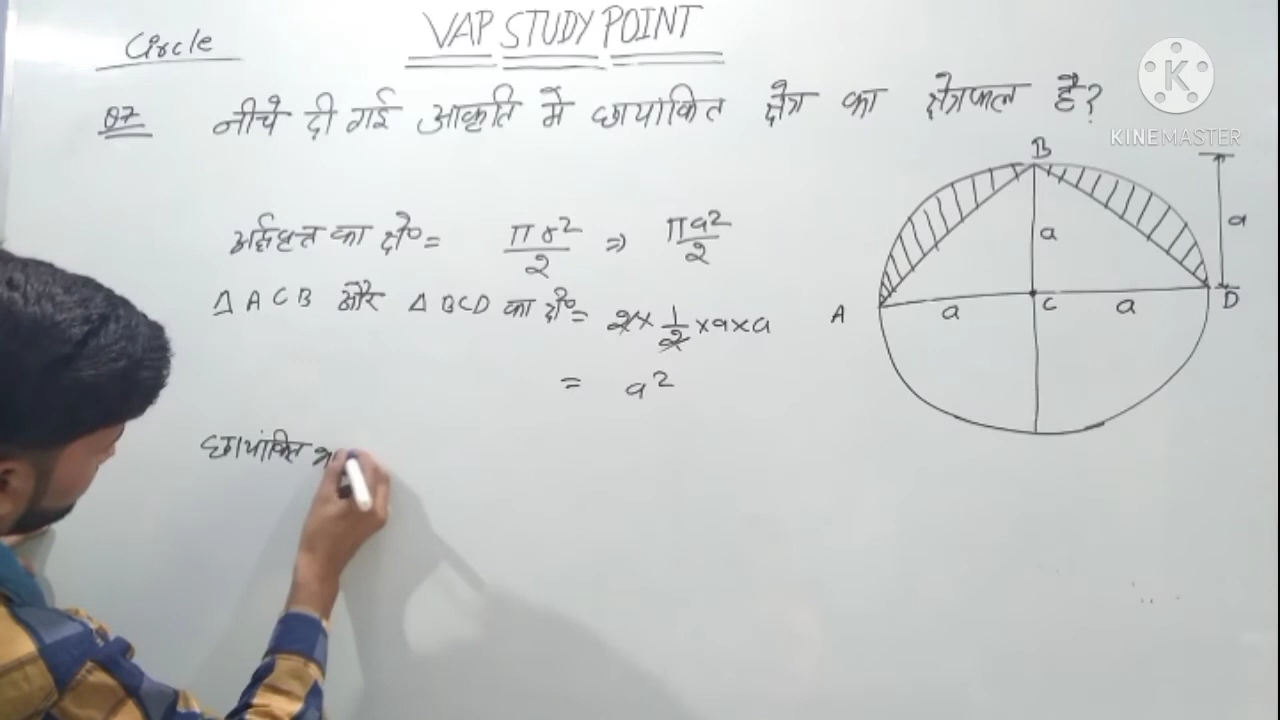 Circle
VAP STUDY POINT
K
KINEMASTER
Q7 नीचे दी गई आकृति में छायांकित क्षेत्र का क्षेत्रफल है?
अर्द्धवृत्त का क्षे० = πr²/2 ⇒ πa²/2
Δ ACB और Δ BCD का क्षे० = 2 × 1/2 × a × a
= a²
छायांकित
B
a
a
A
a
C
a
D